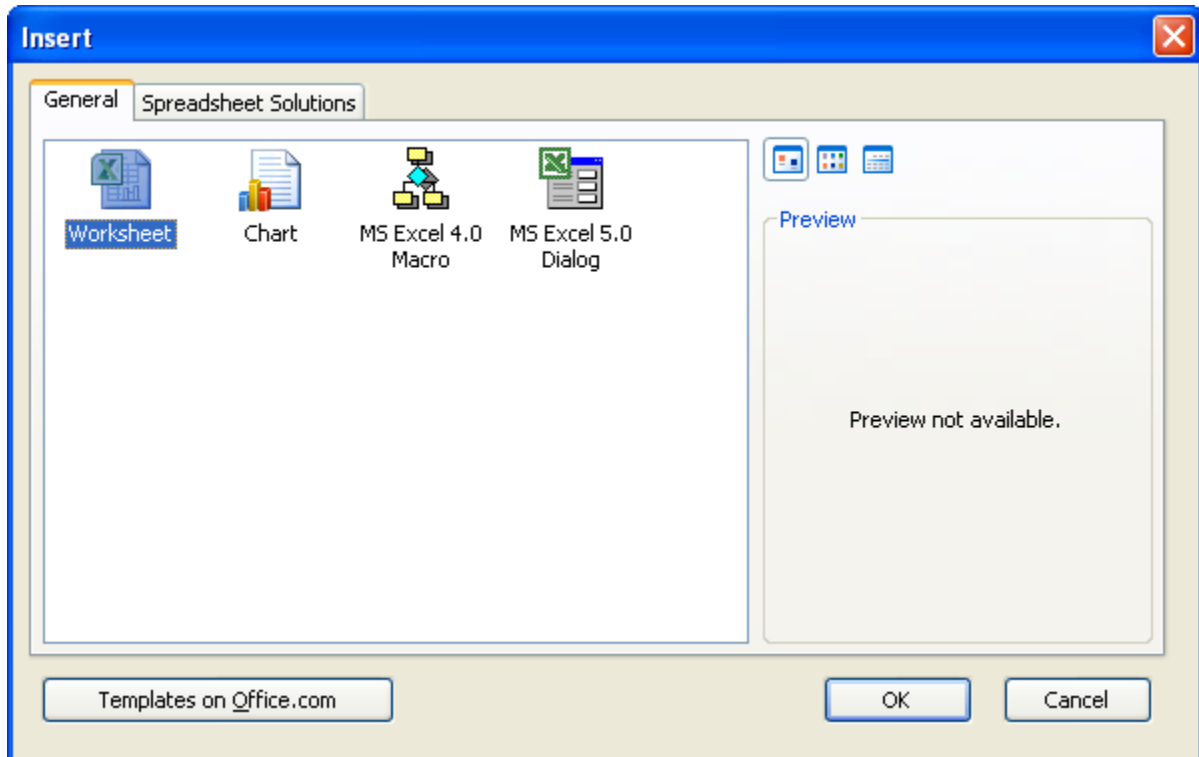 Insert
General
Spreadsheet Solutions
Worksheet
Chart
MS Excel 4.0
Macro
MS Excel 5.0
Dialog
Preview
Preview not available.
Templates on Office.com
OK
Cancel